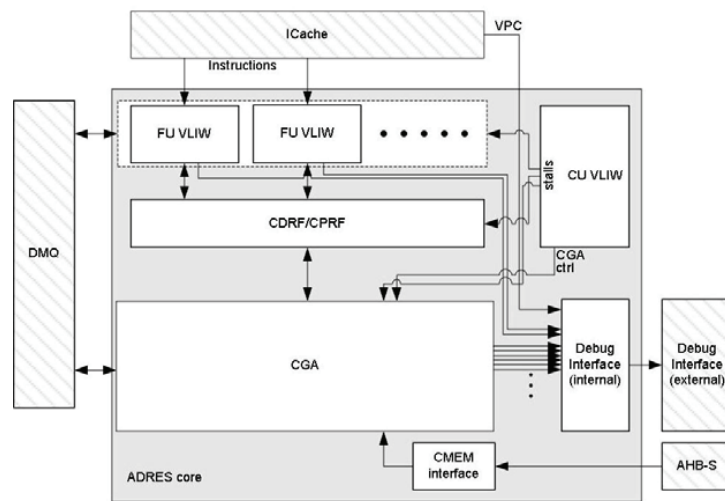 ICache
VPC
Instructions
FU VLIW
FU VLIW
stalls
CU VLIW
CDRF/CPRF
DMQ
CGA
ctrl
CGA
Debug
Interface
(internal)
Debug
Interface
(external)
CMEM
interface
AHB-S
ADRES core